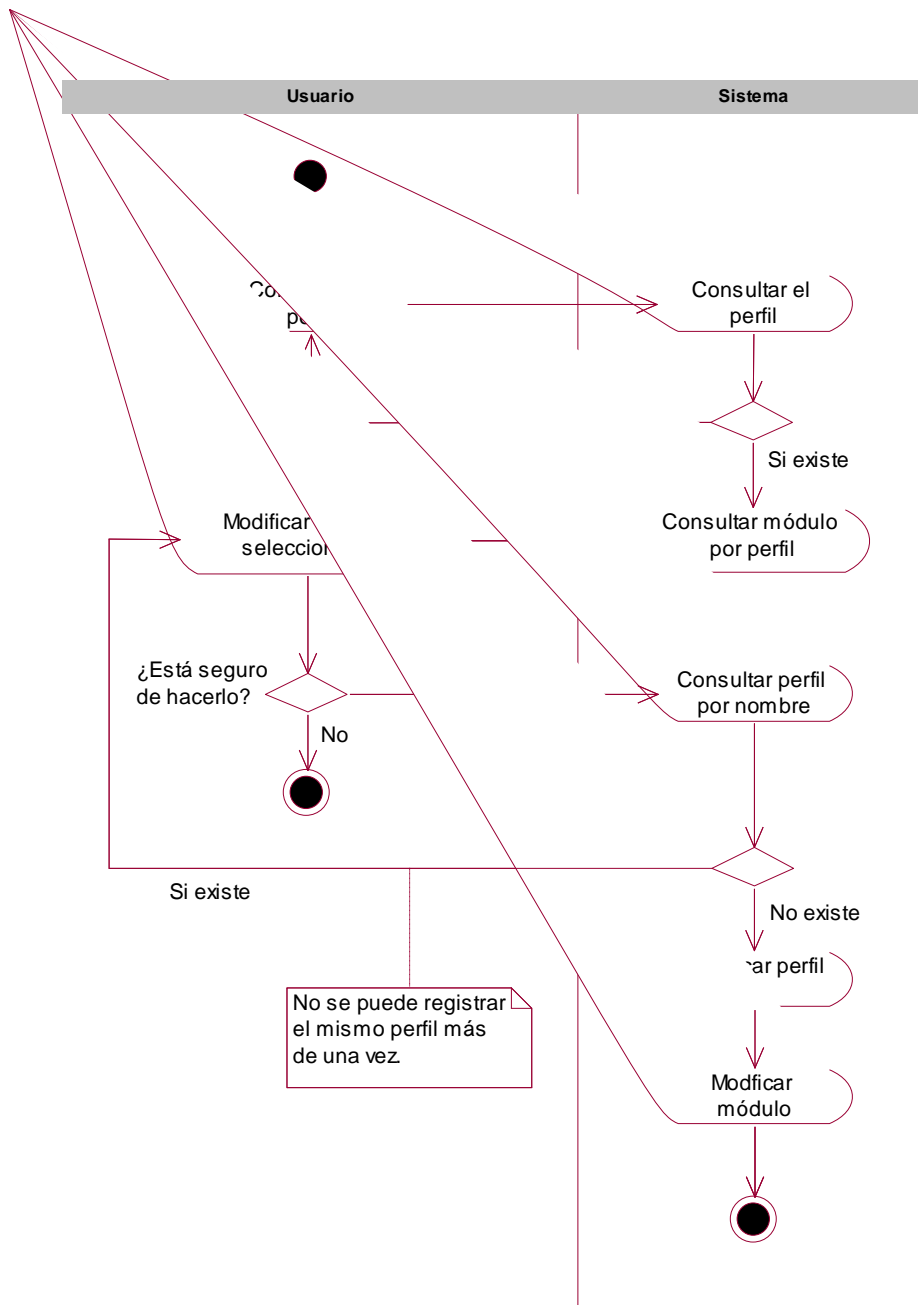 Usuario
Sistema
Consultar el
perfil
Si existe
Modificar
Consultar módulo
por perfil
¿Está seguro
de hacerlo?
Consultar perfil
por nombre
No
Si existe
No existe
perfil
No se puede registrar
el mismo perfil más
de una vez.
Modficar
módulo